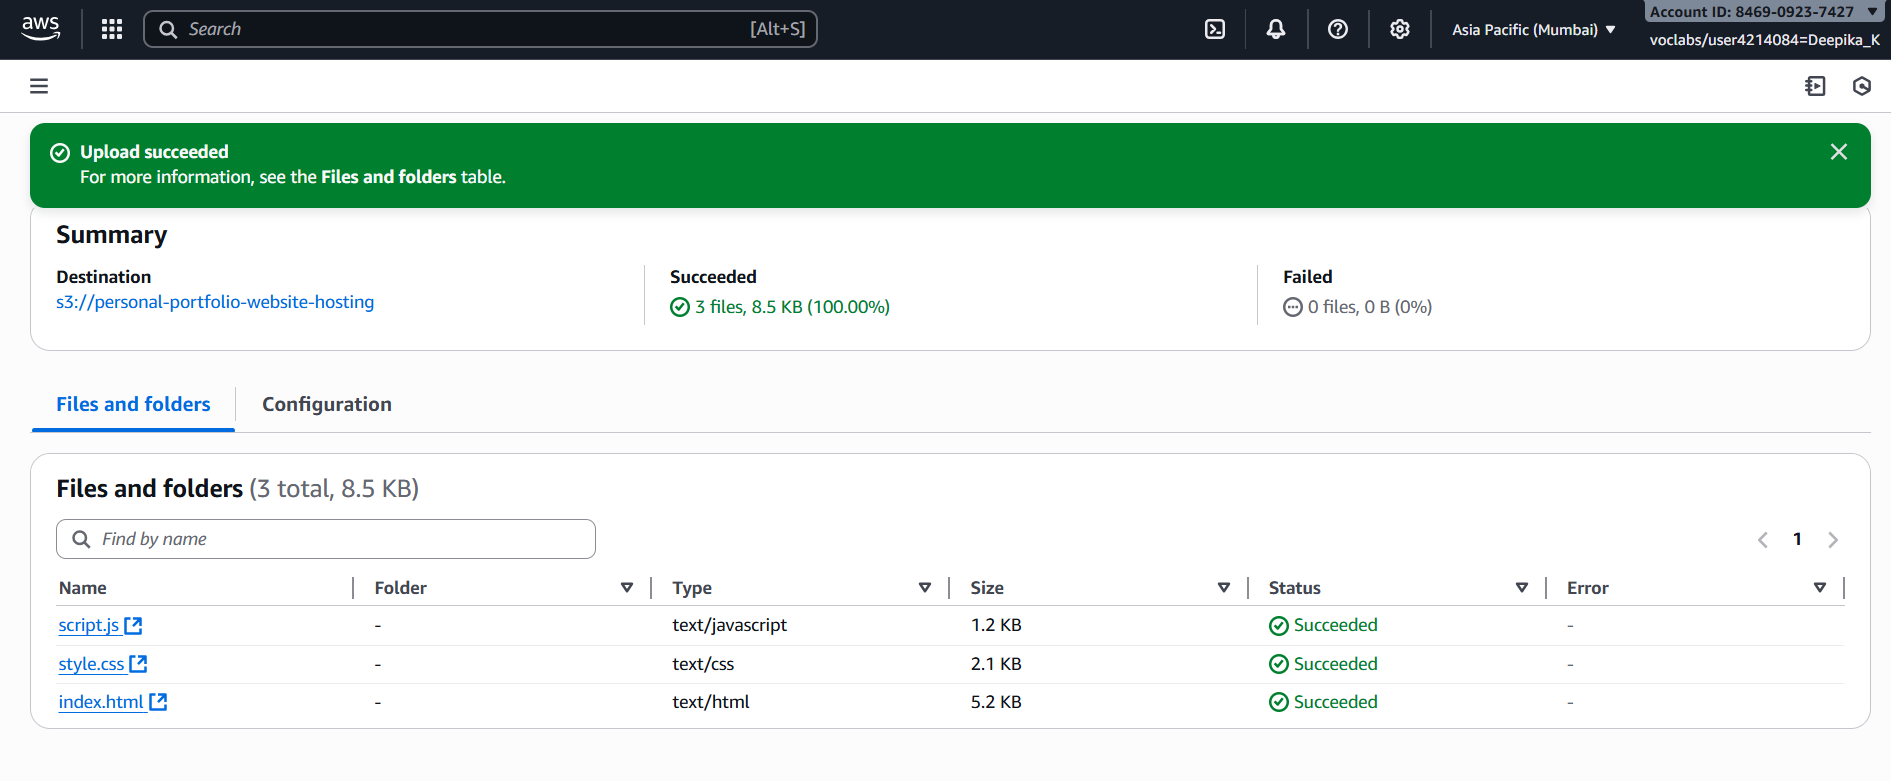 aws
Search [Alt+S]
Asia Pacific (Mumbai)
Account ID: 8469-0923-7427
voclabs/user4214084=Deepika_K
Upload succeeded
For more information, see the Files and folders table.
Summary
Destination
s3://personal-portfolio-website-hosting
Succeeded
3 files, 8.5 KB (100.00%)
Failed
0 files, 0 B (0%)
Files and folders
Configuration
Files and folders (3 total, 8.5 KB)
Find by name
1
Name Folder Type Size Status Error
script.js - text/javascript 1.2 KB Succeeded -
style.css - text/css 2.1 KB Succeeded -
index.html - text/html 5.2 KB Succeeded -